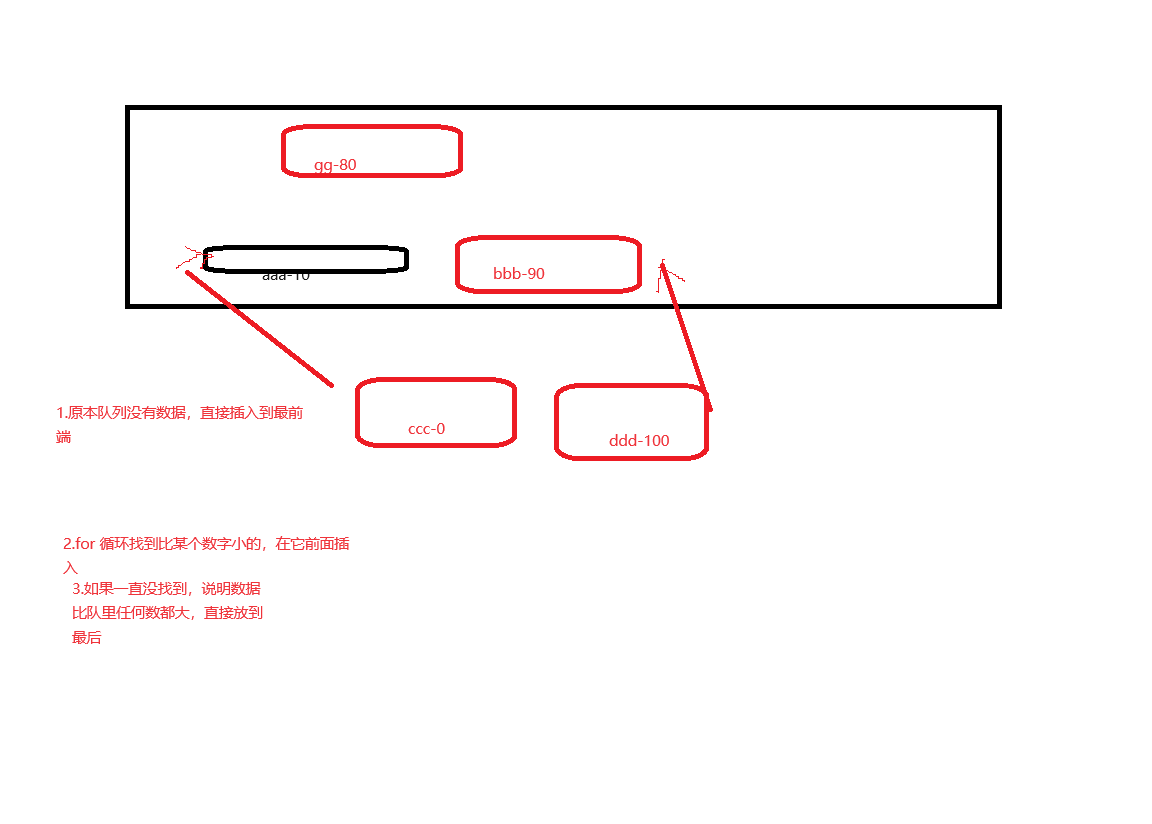 gg-80
aaa-10
bbb-90
ccc-0
ddd-100
1.原本队列没有数据，直接插入到最前
端
2.for 循环找到比某个数字小的，在它前面插
入
3.如果一直没找到，说明数据
比队里任何数都大，直接放到
最后